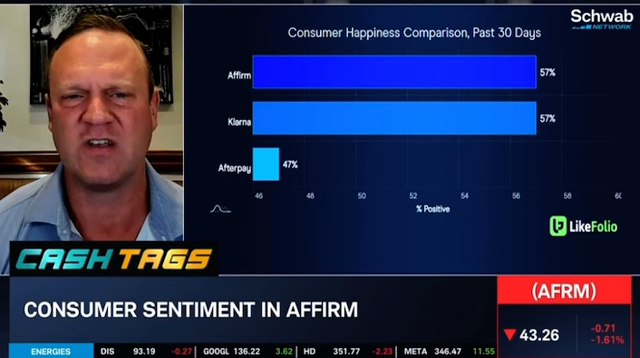 Schwab
NETWORK
Consumer Happiness Comparison, Past 30 Days
Affirm
57%
Klarna
57%
Afterpay
47%
46 48 50 52 54 56 58 60
% Positive
LikeFolio
CASH TAGS
CONSUMER SENTIMENT IN AFFIRM
(AFRM)
43.26
-0.71
-1.61%
ENERGIES DIS 93.19 -0.27 GOOGL 136.22 3.62 HD 351.77 -2.23 META 346.47 11.55